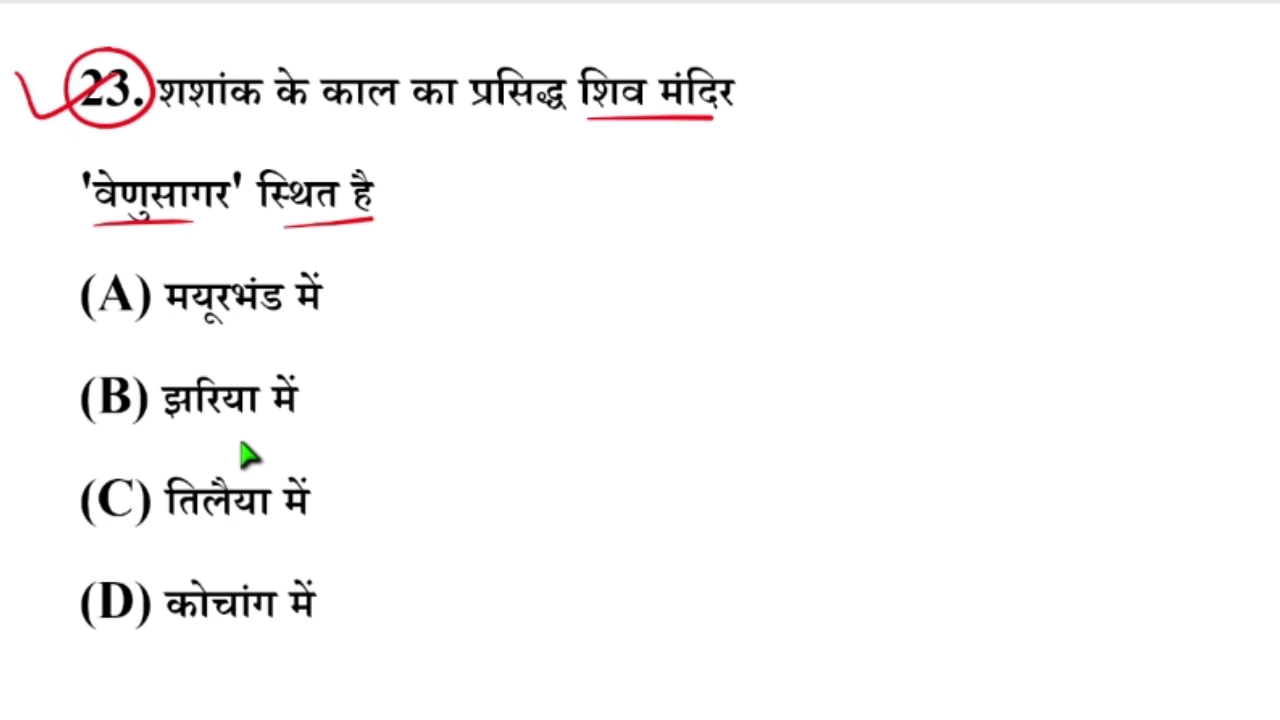 23. शशांक के काल का प्रसिद्ध शिव मंदिर
'वेणुसागर' स्थित है
(A) मयूरभंड में
(B) झरिया में
(C) तिलैया में
(D) कोचांग में